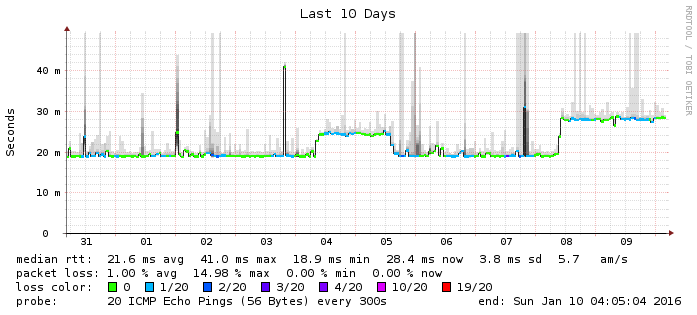 Last 10 Days
RRDTOOL / TOBI OETIKER
Seconds
40 m
30 m
20 m
10 m
0
31 01 02 03 04 05 06 07 08 09
median rtt: 21.6 ms avg 41.0 ms max 18.9 ms min 28.4 ms now 3.8 ms sd 5.7 am/s
packet loss: 1.00 % avg 14.98 % max 0.00 % min 0.00 % now
loss color: 0 1/20 2/20 3/20 4/20 10/20 19/20
probe: 20 ICMP Echo Pings (56 Bytes) every 300s end: Sun Jan 10 04:05:04 2016